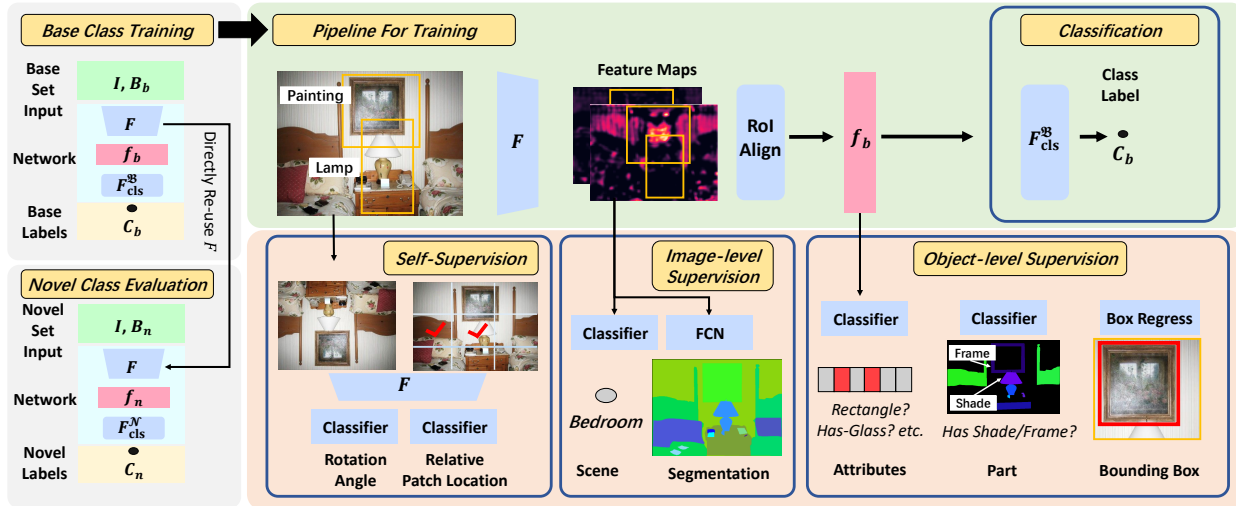 Base Class Training
Base
Set
Input
I, B_b
F
Network
f_b
F_cls^𝔅
Base
Labels
C_b
Directly Re-use F
Novel Class Evaluation
Novel
Set
Input
I, B_n
F
Network
f_n
F_cls^𝒩
Novel
Labels
C_n
Pipeline For Training
Painting
Lamp
F
Feature Maps
RoI
Align
f_b
Classification
F_cls^𝔅
Class
Label
C_b
Self-Supervision
F
Classifier
Classifier
Rotation
Angle
Relative
Patch Location
Image-level
Supervision
Classifier
FCN
Bedroom
Scene
Segmentation
Object-level Supervision
Classifier
Rectangle?
Has-Glass? etc.
Attributes
Classifier
Frame
Shade
Has Shade/Frame?
Part
Box Regress
Bounding Box